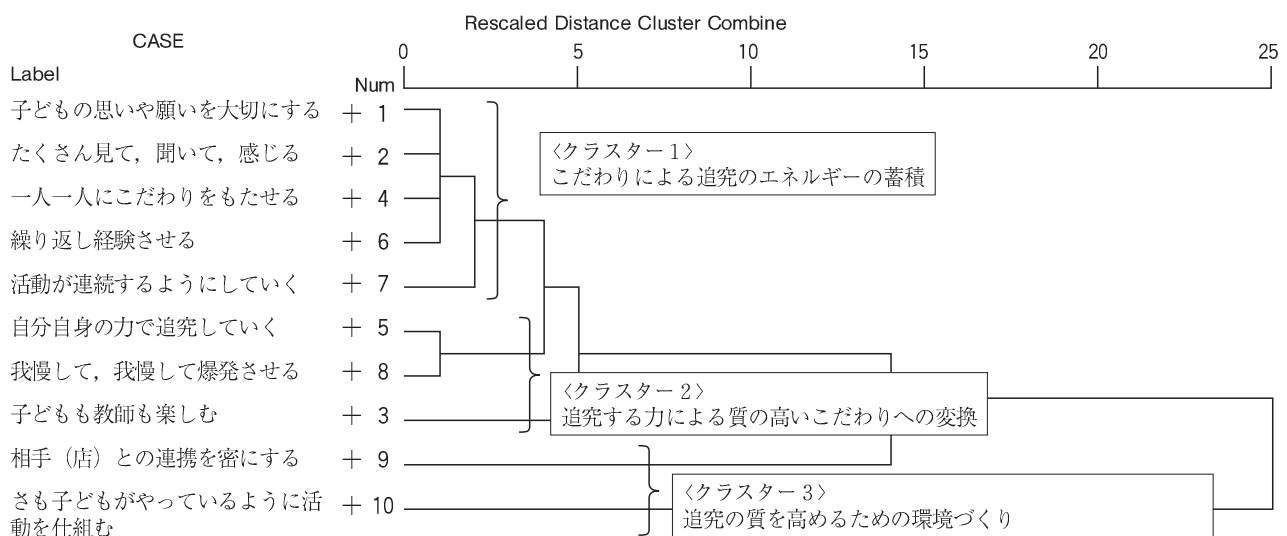 Rescaled Distance Cluster Combine
CASE
0 5 10 15 20 25
Label
Num
子どもの思いや願いを大切にする + 1
たくさん見て，聞いて，感じる + 2
一人一人にこだわりをもたせる + 4
繰り返し経験させる + 6
活動が連続するようにしていく + 7
自分自身の力で追究していく + 5
我慢して，我慢して爆発させる + 8
子どもも教師も楽しむ + 3
相手（店）との連携を密にする + 9
さも子どもがやっているように活 + 10
動を仕組む
〈クラスター１〉
こだわりによる追究のエネルギーの蓄積
〈クラスター２〉
追究する力による質の高いこだわりへの変換
〈クラスター３〉
追究の質を高めるための環境づくり